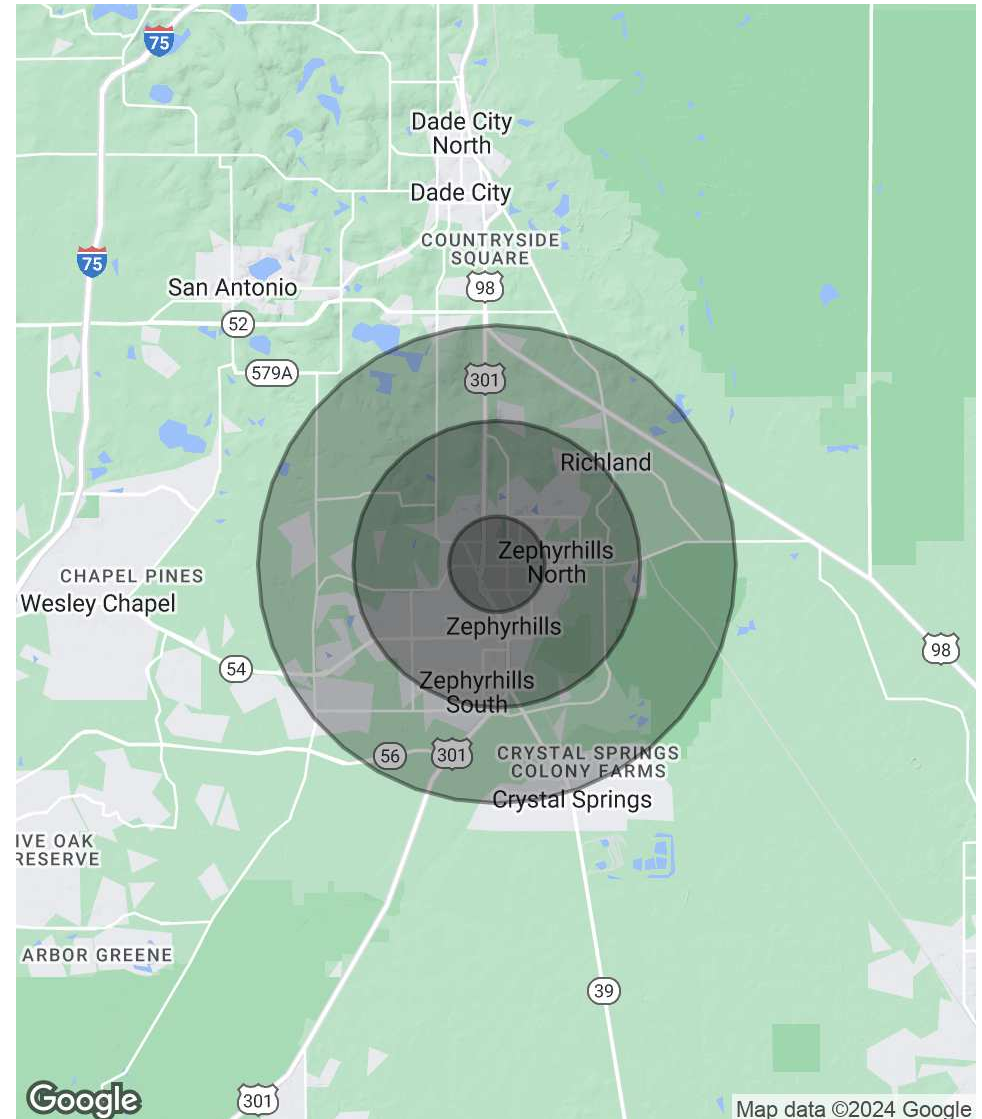 75
Dade City
North
Dade City
COUNTRYSIDE
SQUARE
75
98
San Antonio
52
579A
301
Richland
Zephyrhills
North
CHAPEL PINES
Wesley Chapel
Zephyrhills
98
54
Zephyrhills
South
56
301
CRYSTAL SPRINGS
COLONY FARMS
Crystal Springs
IVE OAK
RESERVE
ARBOR GREENE
39
Google
301
Map data ©2024 Google